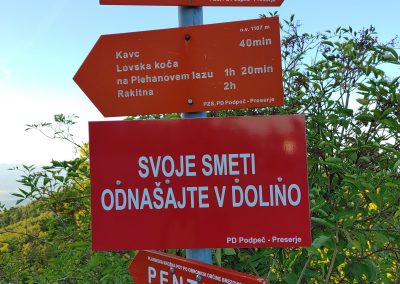 n.v. 1107 m
Kavc 40min
Lovska koča
na Plehanovem lazu 1h 20min
Rakitna 2h
PZS, PD Podpeč - Preserje
SVOJE SMETI
ODNAŠAJTE V DOLINO
PD Podpeč - Preserje